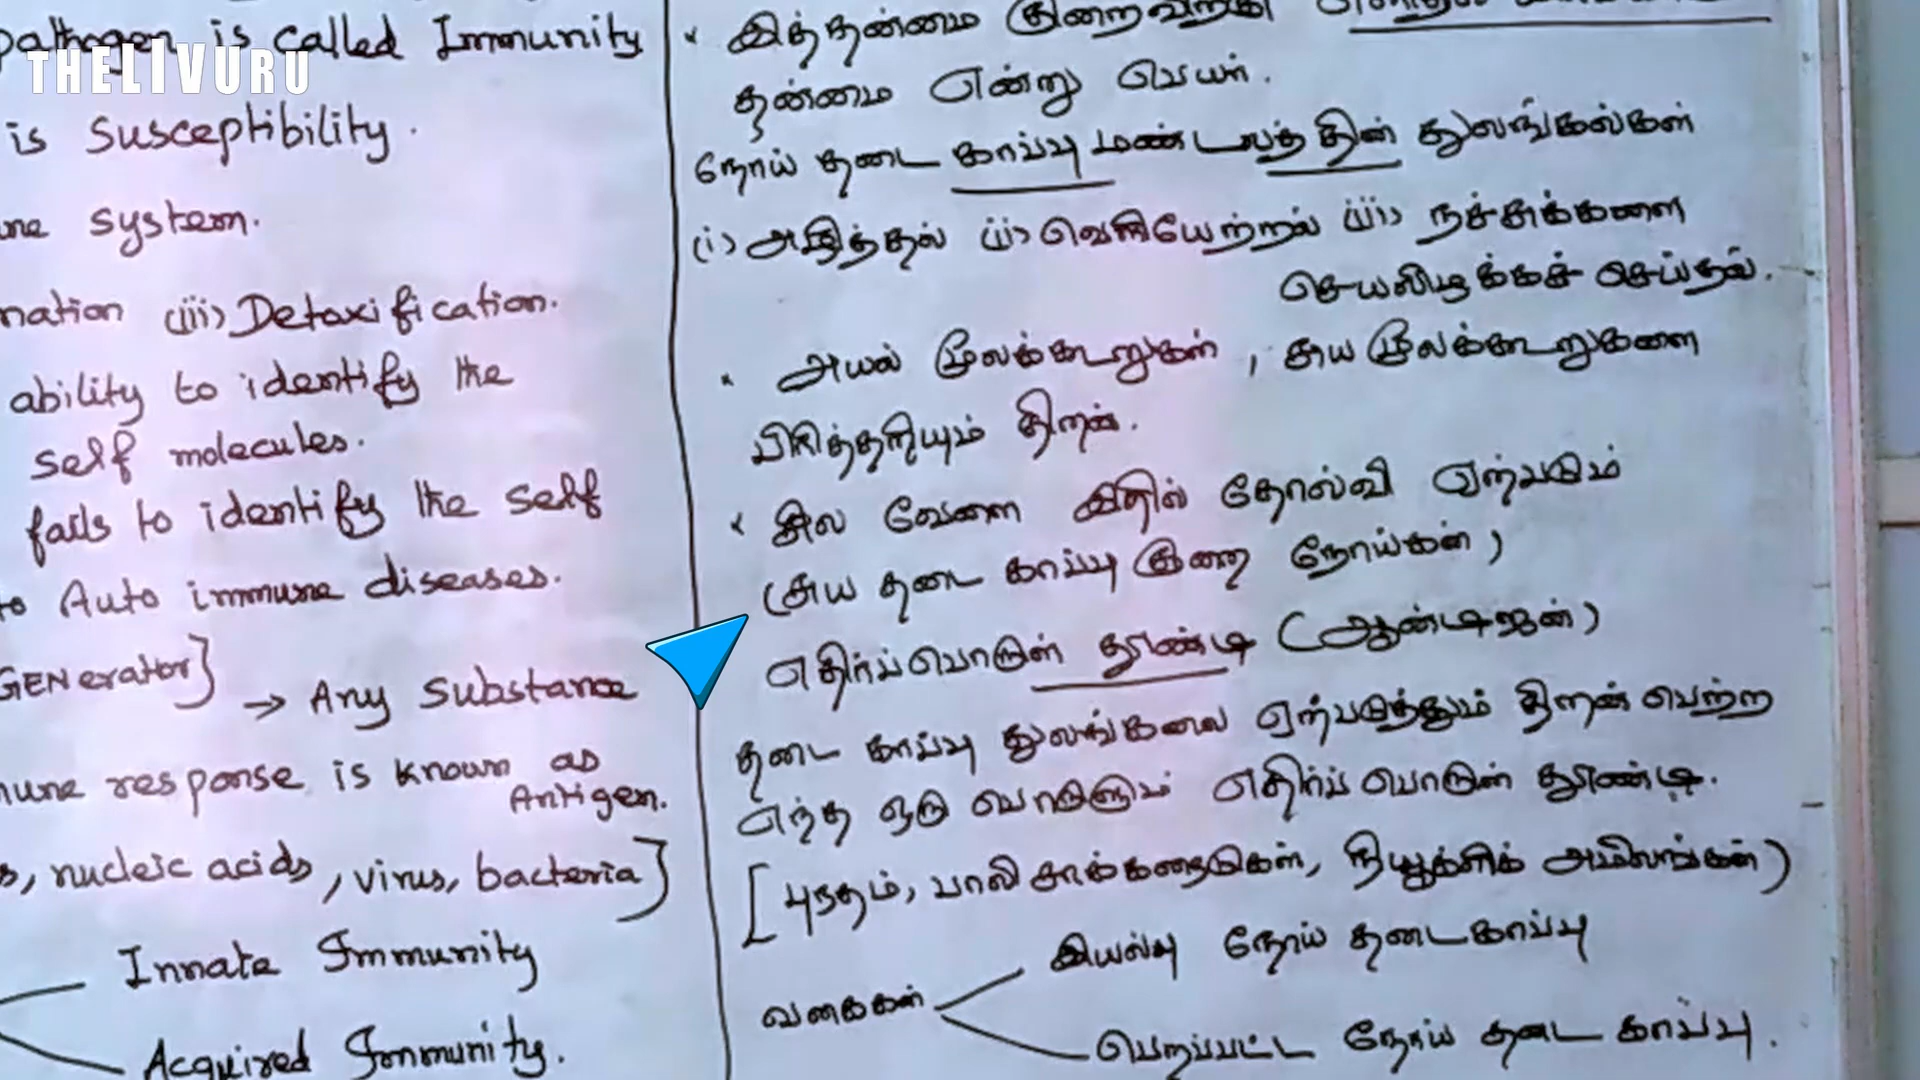 pathogen is called Immunity
THELIVURU
is Susceptibility.
system.
(iii) Detoxification.
ability to identify the
self molecules.
fails to identify the self
to Auto immune diseases.
GENerator] → Any Substance
response is known as
Antigen.
, nucleic acids, virus, bacteria]
Innate Immunity
Acquired Immunity.
இத்தன்மை குறைவுற்று
தன்மை என்று பெயர்.
நோய் தடை காப்பு மண்டலத்தின் துலங்கல்கள்
(i) அழித்தல் (ii) வெளியேற்றல் (iii) நச்சுக்களை
செயலிழக்கச் செய்தல்.
அயல் மூலக்கூறுகள், சுய மூலக்கூறுகளை
பிரித்தறியும் திறன்.
சில வேளை இதில் தோல்வி ஏற்படும்
(சுய தடை காப்பு குறை நோய்கள்)
எதிர்ப்பொருள் தூண்டி (ஆண்டிஜன்)
தடை காப்பு துலங்கலை ஏற்படுத்தும் திறன் பெற்ற
எந்த ஒரு பொருளும் எதிர்ப் பொருள் தூண்டி.
[புரதம், பாலி சாக்கரைடுகள், நியூக்ளிக் அமிலங்கள்)
வகைகள்
இயல்பு நோய் தடைகாப்பு
பெறப்பட்ட நோய் தடை காப்பு.